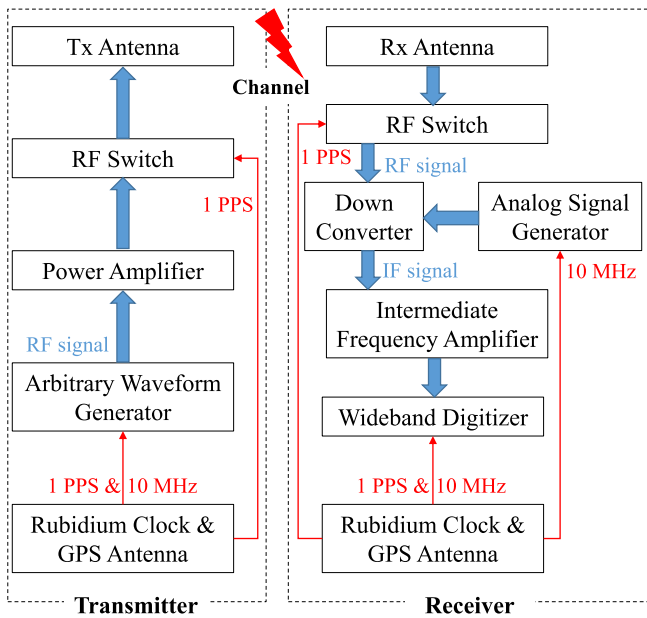 Tx Antenna
RF Switch
1 PPS
Power Amplifier
RF signal
Arbitrary Waveform
Generator
1 PPS & 10 MHz
Rubidium Clock &
GPS Antenna
Transmitter
Channel
Rx Antenna
RF Switch
1 PPS
RF signal
Down
Converter
Analog Signal
Generator
IF signal
10 MHz
Intermediate
Frequency Amplifier
Wideband Digitizer
1 PPS & 10 MHz
Rubidium Clock &
GPS Antenna
Receiver